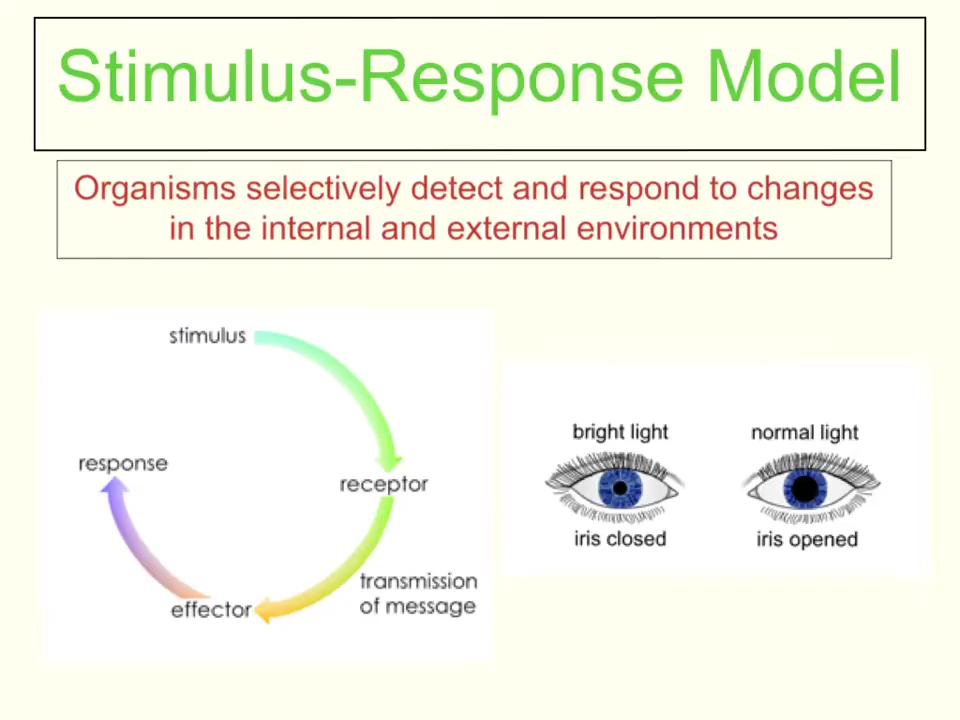 Stimulus-Response Model
Organisms selectively detect and respond to changes
in the internal and external environments
stimulus
receptor
transmission
of message
effector
response
bright light
normal light
iris closed
iris opened